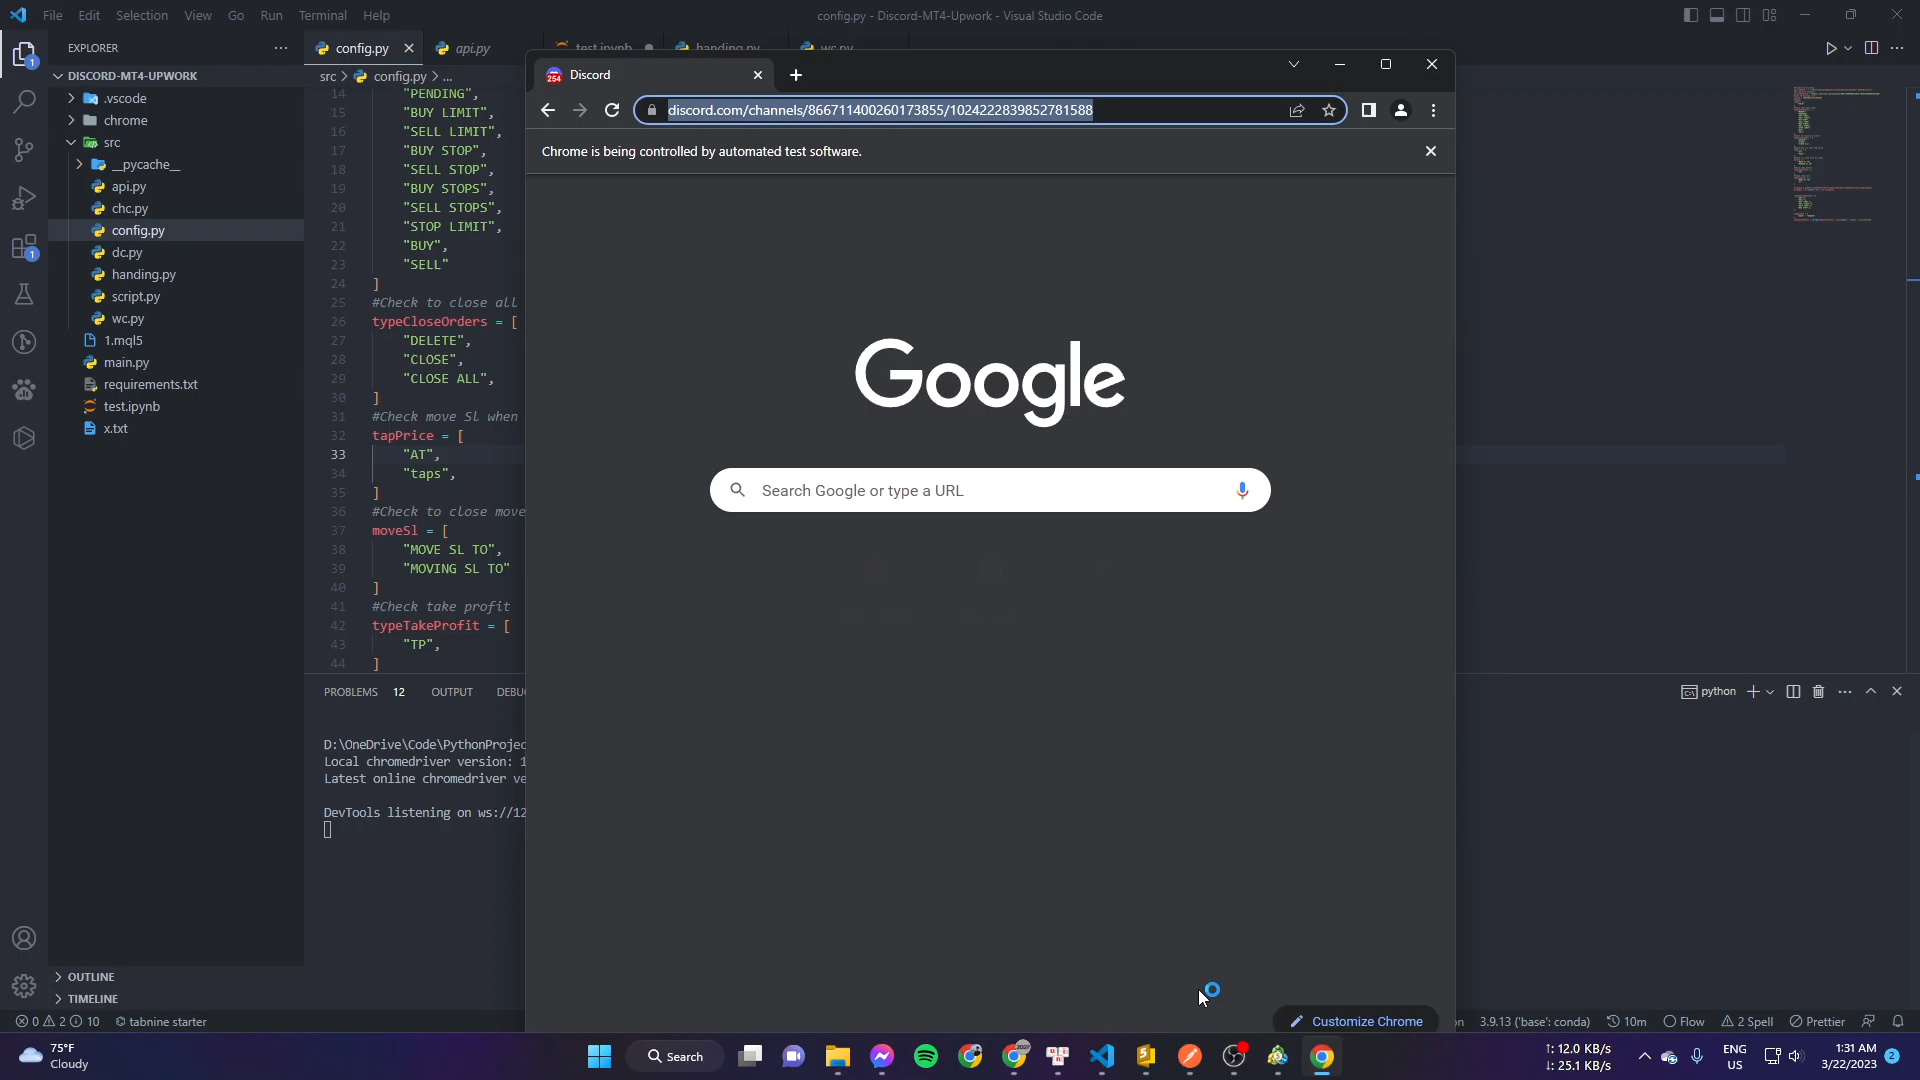 File Edit Selection View Go Run Terminal Help
config.py - Discord-MT4-Upwork - Visual Studio Code
EXPLORER
config.py
api.py
test.ipynb
handing.py
wc.py
DISCORD-MT4-UPWORK
.vscode
chrome
src
__pycache__
api.py
chc.py
config.py
dc.py
handing.py
script.py
wc.py
1.mql5
main.py
requirements.txt
test.ipynb
x.txt
OUTLINE
TIMELINE
src > config.py > ...
14 "PENDING",
15 "BUY LIMIT",
16 "SELL LIMIT",
17 "BUY STOP",
18 "SELL STOP",
19 "BUY STOPS",
20 "SELL STOPS",
21 "STOP LIMIT",
22 "BUY",
23 "SELL"
24 ]
25 #Check to close all
26 typeCloseOrders = [
27 "DELETE",
28 "CLOSE",
29 "CLOSE ALL",
30 ]
31 #Check move Sl when
32 tapPrice = [
33 "AT",
34 "taps",
35 ]
36 #Check to close move
37 moveSl = [
38 "MOVE SL TO",
39 "MOVING SL TO"
40 ]
41 #Check take profit
42 typeTakeProfit = [
43 "TP",
44 ]
254 Discord
discord.com/channels/866711400260173855/1024222839852781588
Chrome is being controlled by automated test software.
Google
Search Google or type a URL
Customize Chrome
PROBLEMS 12 OUTPUT DEBU
python
D:\OneDrive\Code\PythonProjec
Local chromedriver version: 1
Latest online chromedriver ve
DevTools listening on ws://12
0 2 10 tabnine starter
3.9.13 ('base': conda) 10m Flow 2 Spell Prettier
75°F
Cloudy
Search
12.0 KB/s
25.1 KB/s
ENG
US
1:31 AM
3/22/2023
2